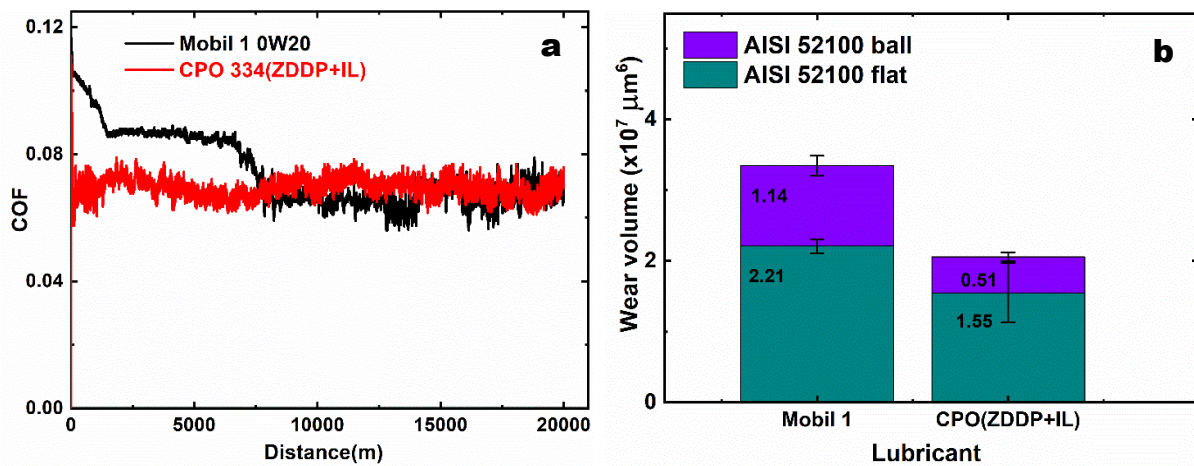 a
Mobil 1 0W20
CPO 334(ZDDP+IL)
0.12
0.08
0.04
0.00
COF
0
5000
10000
15000
20000
Distance(m)
b
AISI 52100 ball
AISI 52100 flat
4
2
0
Wear volume (x10⁷ μm⁶)
1.14
2.21
0.51
1.55
Mobil 1
CPO(ZDDP+IL)
Lubricant